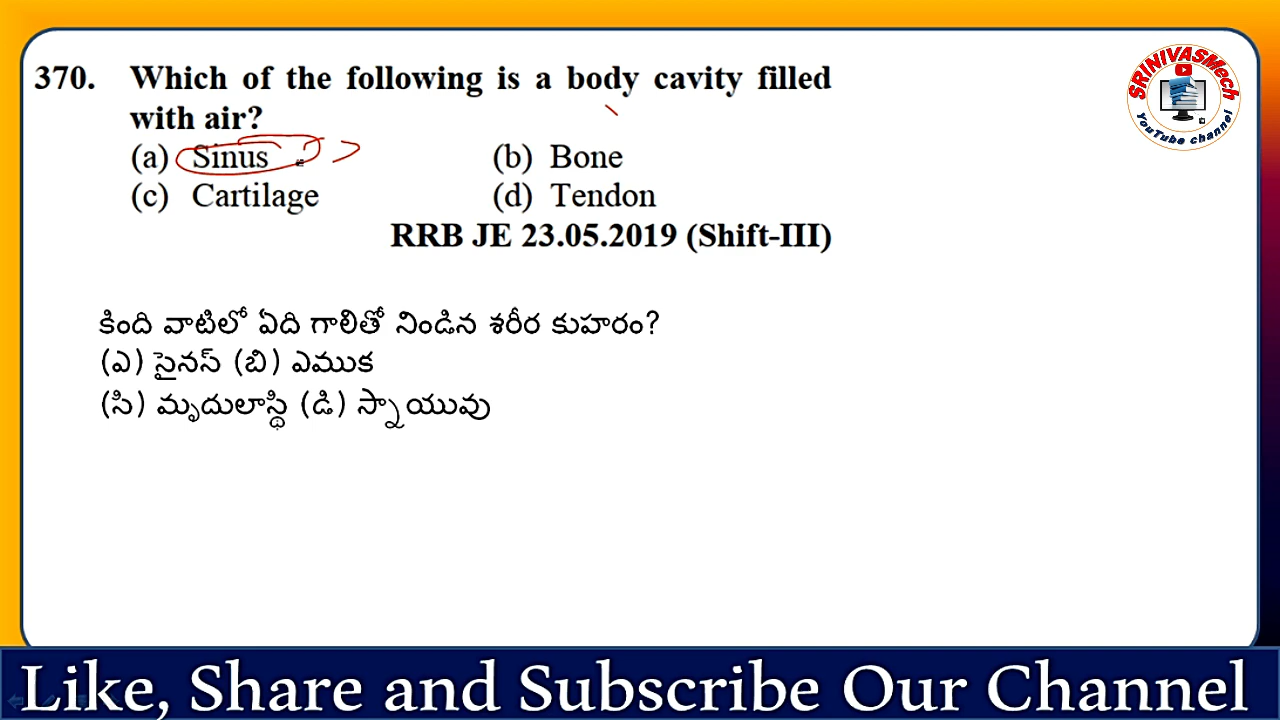 370. Which of the following is a body cavity filled
with air?
(a) Sinus (b) Bone
(c) Cartilage (d) Tendon
RRB JE 23.05.2019 (Shift-III)
కింది వాటిలో ఏది గాలితో నిండిన శరీర కుహరం?
(ఎ) సైనస్ (బి) ఎముక
(సి) మృదులాస్థి (డి) స్నాయువు
SRINIVASMech
YouTube channel
Like, Share and Subscribe Our Channel